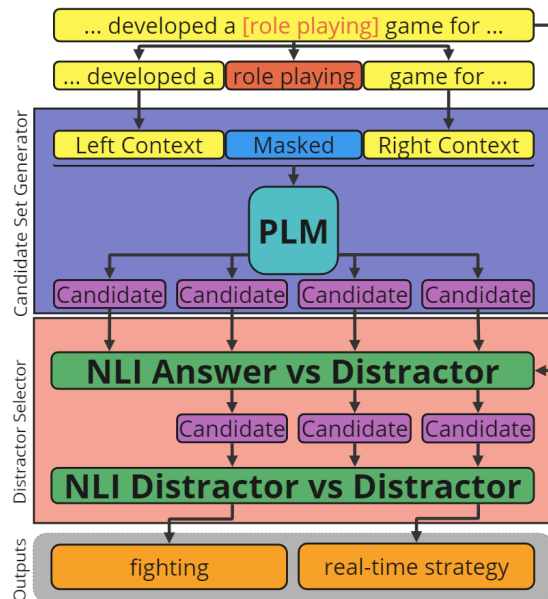 ... developed a [role playing] game for ...
... developed a role playing game for ...
Candidate Set Generator
Left Context Masked Right Context
PLM
Candidate Candidate Candidate Candidate
Distractor Selector
NLI Answer vs Distractor
Candidate Candidate Candidate
NLI Distractor vs Distractor
Outputs
fighting real-time strategy